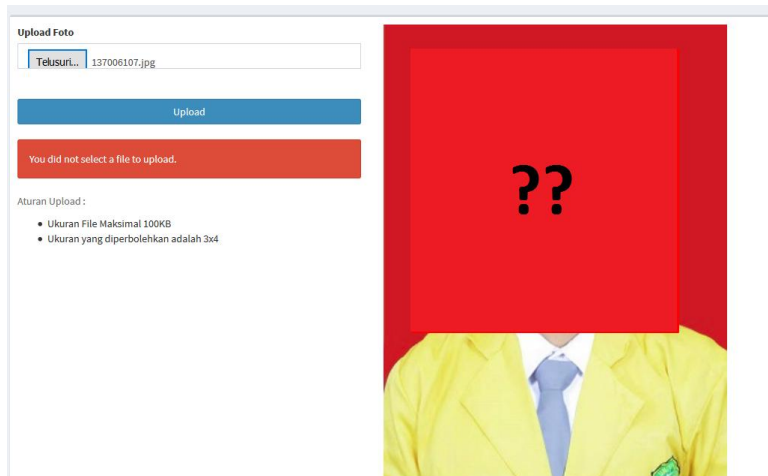 Upload Foto
Telusuri... 137006107.jpg
Upload
You did not select a file to upload.
Aturan Upload :
Ukuran File Maksimal 100KB
Ukuran yang diperbolehkan adalah 3x4
??